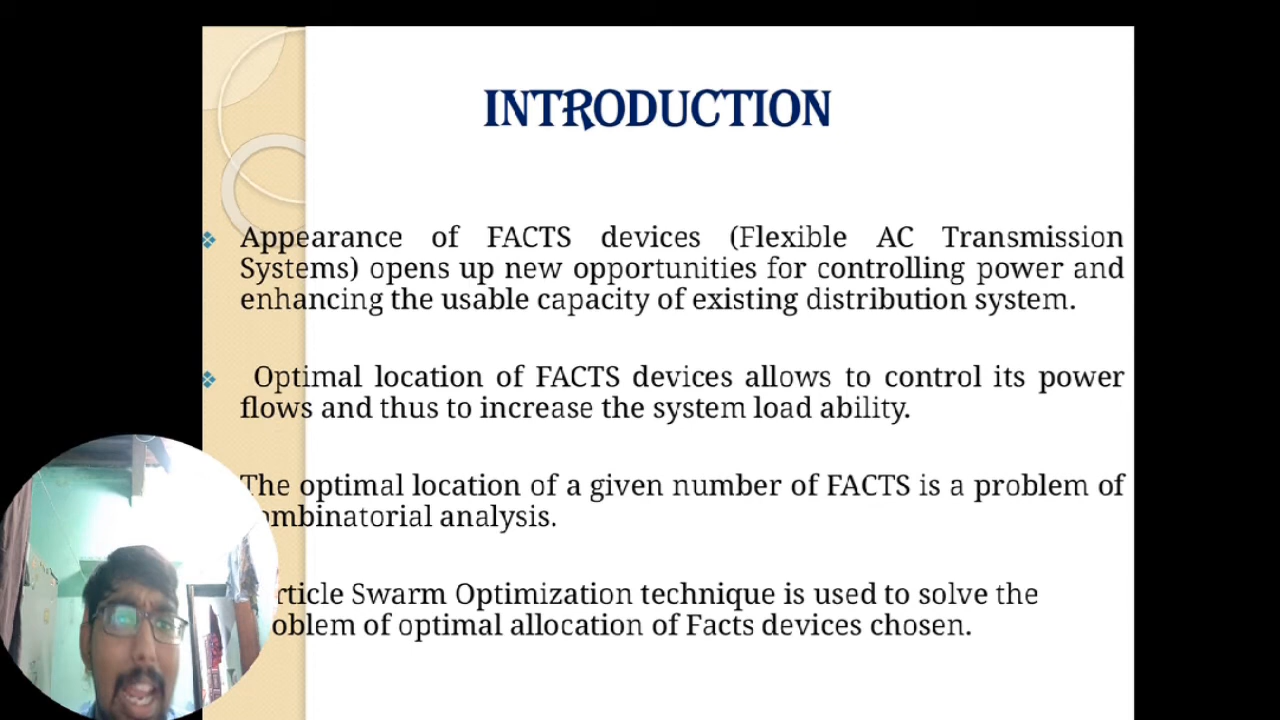 INTRODUCTION
Appearance of FACTS devices (Flexible AC Transmission
Systems) opens up new opportunities for controlling power and
enhancing the usable capacity of existing distribution system.
Optimal location of FACTS devices allows to control its power
flows and thus to increase the system load ability.
The optimal location of a given number of FACTS is a problem of
ombinatorial analysis.
rticle Swarm Optimization technique is used to solve the
oblem of optimal allocation of Facts devices chosen.